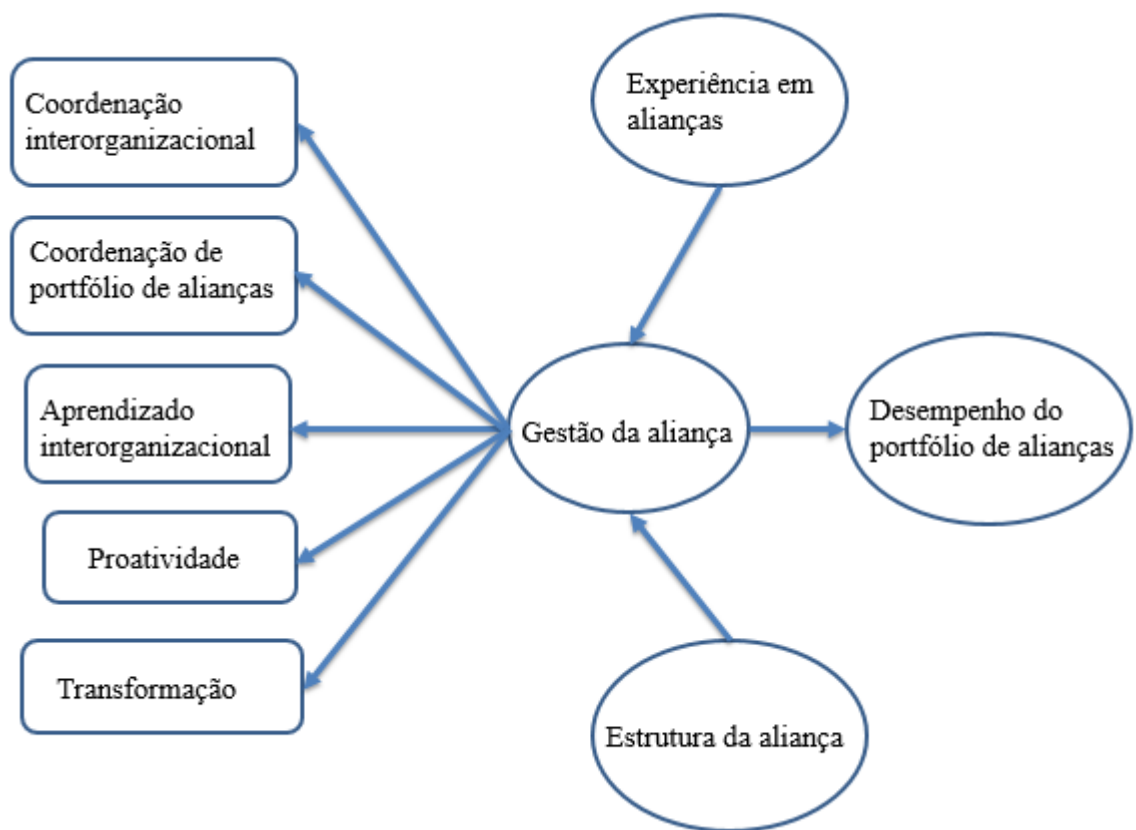 Coordenação
interorganizacional
Coordenação de
portfólio de alianças
Aprendizado
interorganizacional
Proatividade
Transformação
Experiência em
alianças
Gestão da aliança
Estrutura da aliança
Desempenho do
portfólio de alianças